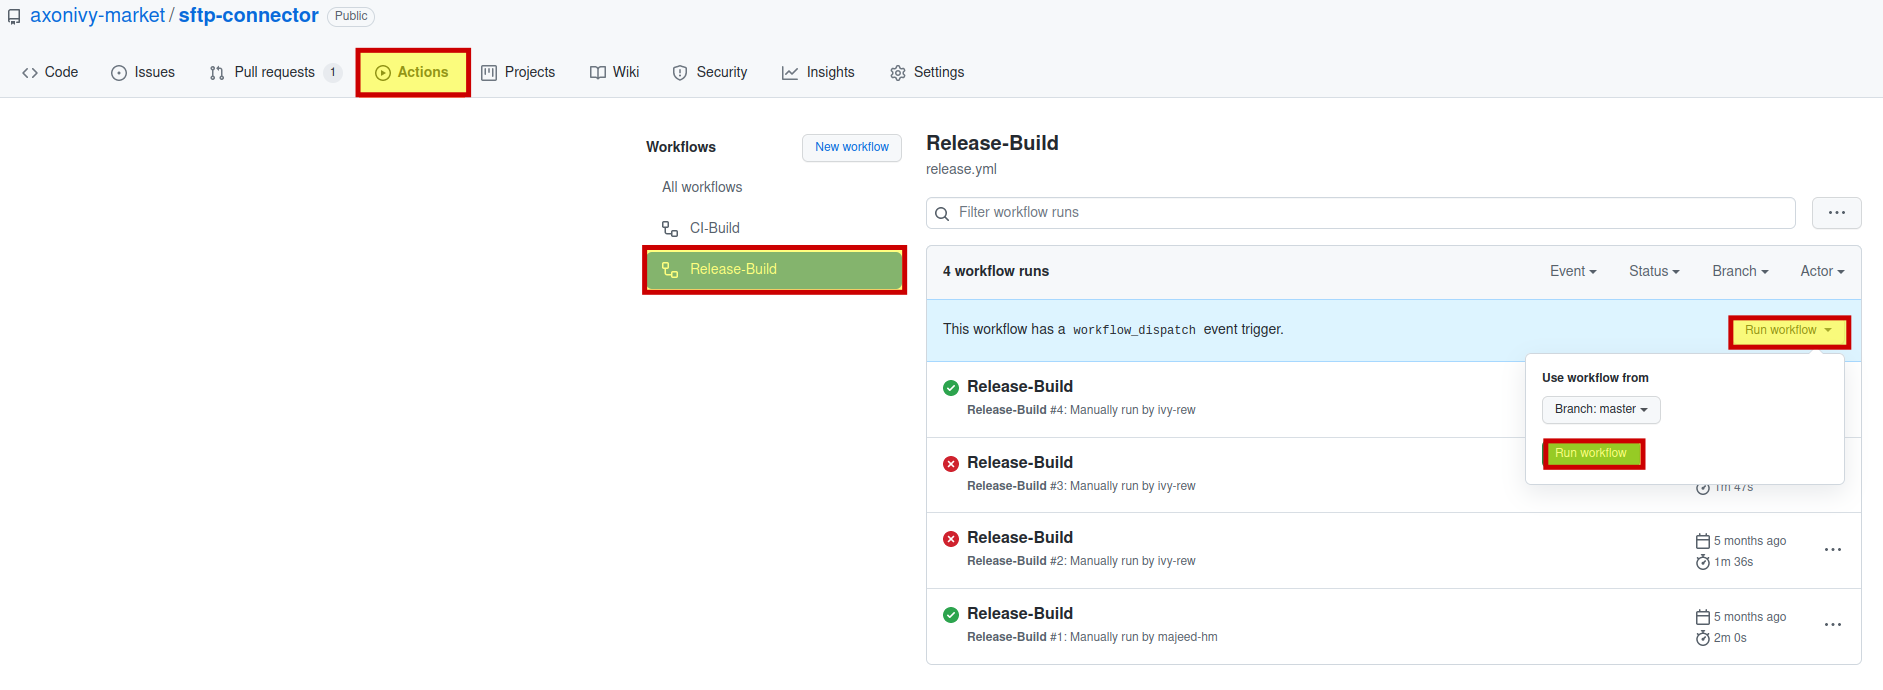 axonivy-market / sftp-connector Public
Code Issues Pull requests 1 Actions Projects Wiki Security Insights Settings
Workflows
New workflow
All workflows
CI-Build
Release-Build
Release-Build
release.yml
Filter workflow runs
4 workflow runs Event Status Branch Actor
This workflow has a workflow_dispatch event trigger. Run workflow
Use workflow from
Branch: master
Run workflow
Release-Build
Release-Build #4: Manually run by ivy-rew
Release-Build
Release-Build #3: Manually run by ivy-rew
1m 47s
Release-Build
Release-Build #2: Manually run by ivy-rew
5 months ago
1m 36s
Release-Build
Release-Build #1: Manually run by majeed-hm
5 months ago
2m 0s